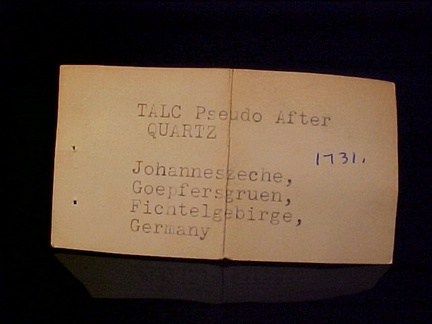 TALC Pseudo After
QUARTZ
1731.
Johanneszeche,
Goepfersgruen,
Fichtelgebirge,
Germany